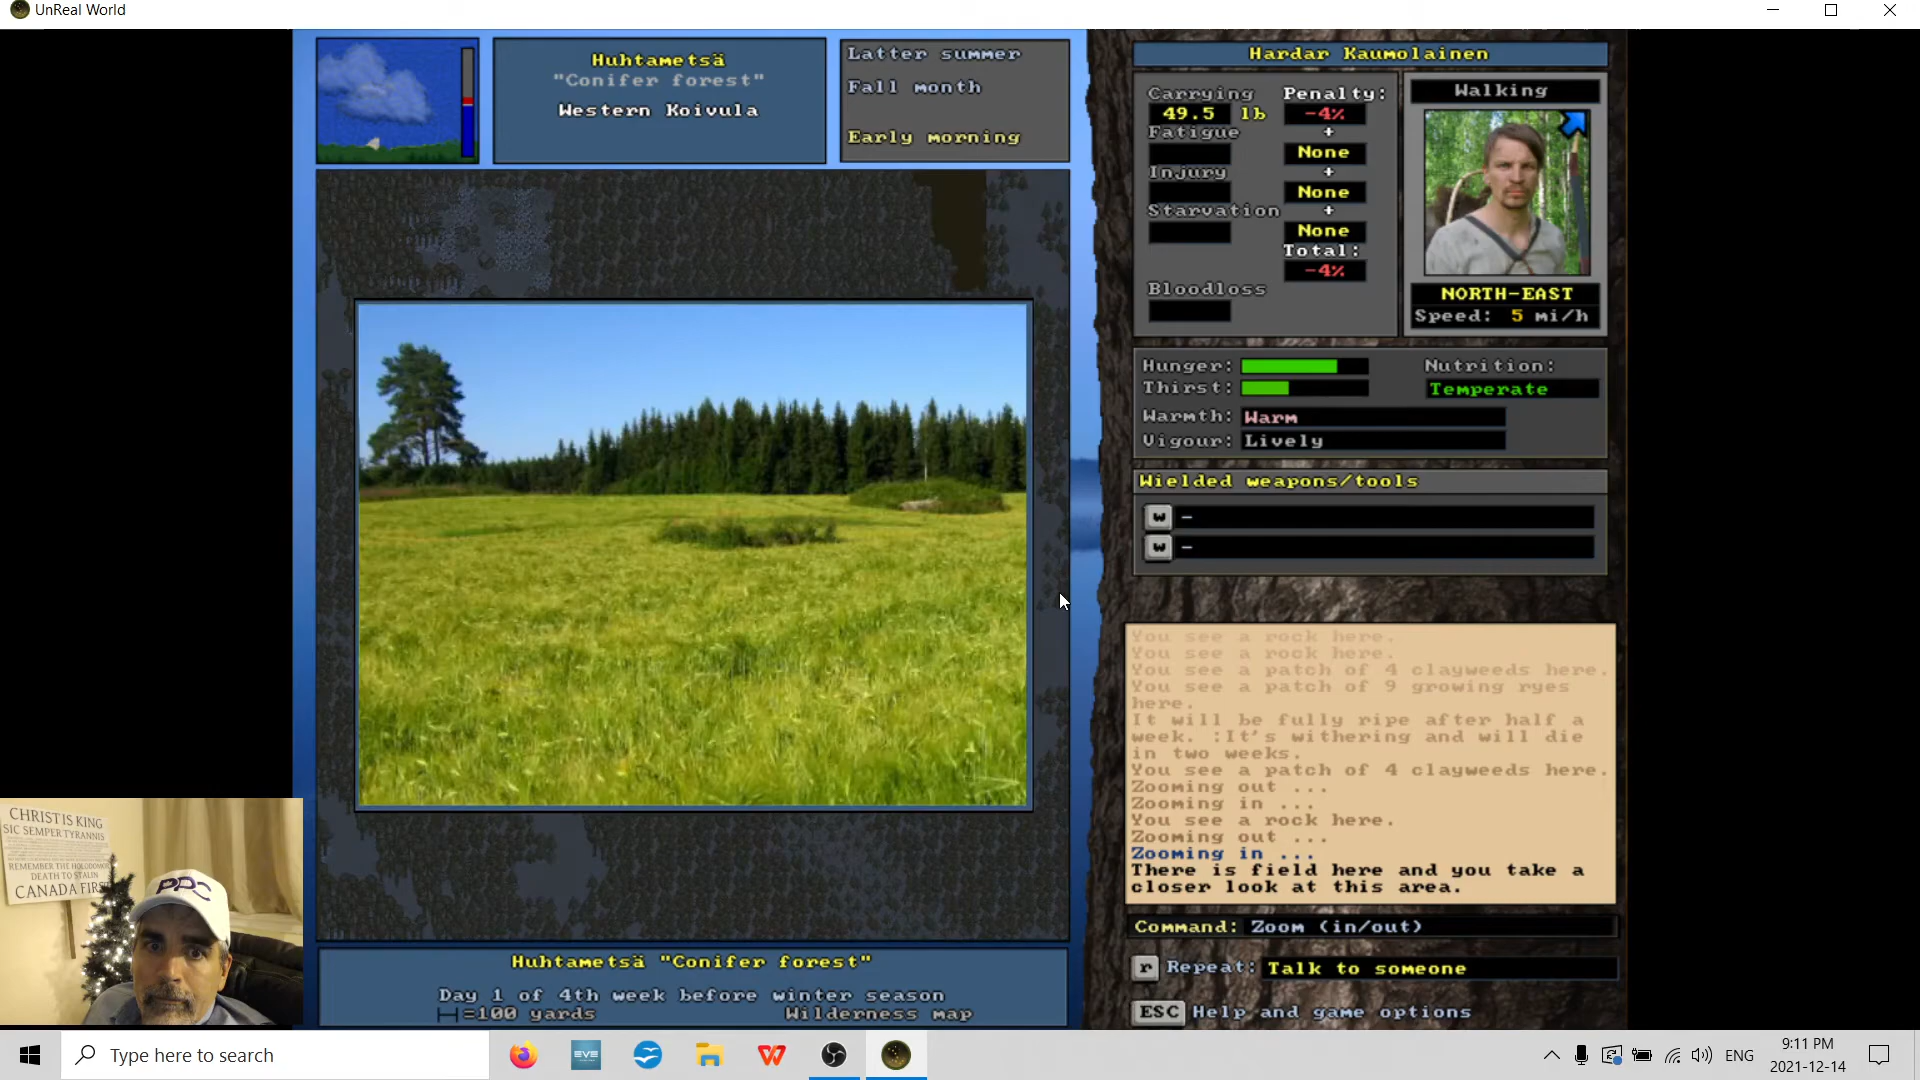 UnReal World
Huhtametsä
"Conifer forest"
Western Koivula
Latter summer
Fall month
Early morning
Hardar Kaumolainen
Carrying
49.5 lb
Fatigue
Injury
Starvation
Bloodloss
Penalty:
-4%
+
None
+
None
+
None
Total:
-4%
Walking
NORTH-EAST
Speed: 5 mi/h
Hunger:
Thirst:
Nutrition:
Temperate
Warmth: Warm
Vigour: Lively
Wielded weapons/tools
w -
w -
You see a rock here.
You see a rock here.
You see a patch of 4 clayweeds here.
You see a patch of 9 growing ryes
here.
It will be fully ripe after half a
week. :It's withering and will die
in two weeks.
You see a patch of 4 clayweeds here.
Zooming out ...
Zooming in ...
You see a rock here.
Zooming out ...
Zooming in ...
There is field here and you take a
closer look at this area.
Command: Zoom (in/out)
r Repeat: Talk to someone
ESC Help and game options
Huhtametsä "Conifer forest"
Day 1 of 4th week before winter season
=100 yards Wilderness map
CHRIST IS KING
SIC SEMPER TYRANNIS
REMEMBER THE HOLODOMOR
DEATH TO STALIN
CANADA FIRST
PPC
Type here to search
EVE
W
ENG
9:11 PM
2021-12-14